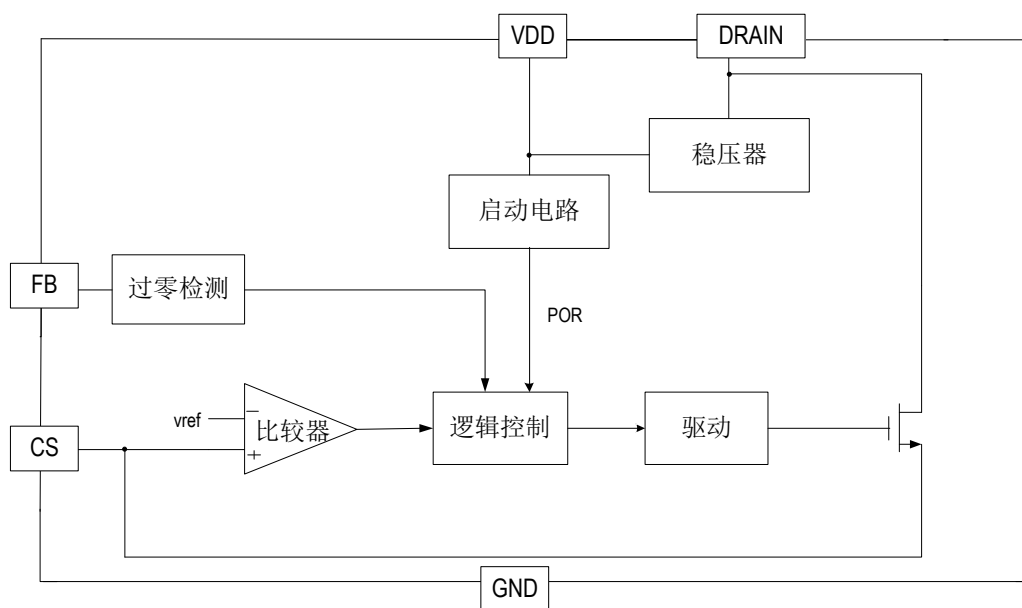 VDD
DRAIN
稳压器
启动电路
FB
过零检测
POR
vref
比较器
逻辑控制
驱动
CS
GND